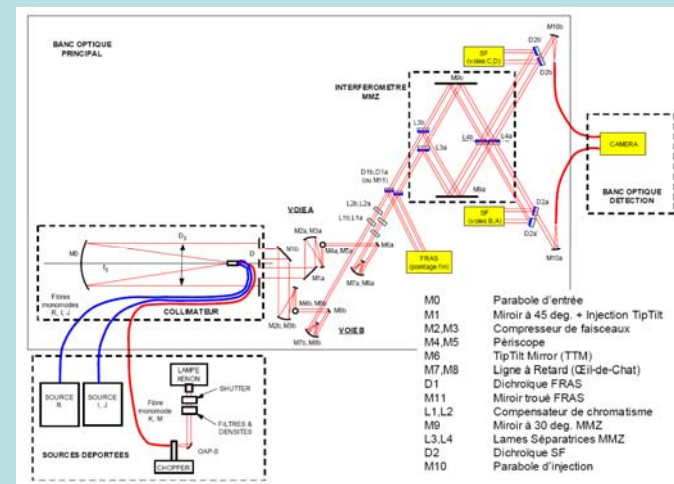 BANC OPTIQUE
PRINCIPAL
M10b
D2b'
D2b
SF
(voies C,D)
INTERFEROMETRE
MMZ
M9b
L3b
L3a
L4b
L4a
CAMERA
BANC OPTIQUE
DETECTION
D1b, D1a
(ou M11)
M9a
L2b, L2a
L1b, L1a
D2a
D2a'
SF
(voies B,A)
M10a
VOIE A
M2a, M3a
M4a, M5a
M6a
M7a, M8a
FRAS
(pointage fin)
M0
D0
f0
D
M1b
M1a
Fibres
monomodes
R, I, J
COLLIMATEUR
M4b, M5b
M6b
M2b, M3b
M7b, M8b
VOIE B
SOURCE
R
SOURCE
I, J
Fibre
monomode
K, M
LAMPE
XENON
SHUTTER
FILTRES &
DENSITES
GAP-S
CHOPPER
SOURCES DEPORTEES
M0 Parabole d'entrée
M1 Miroir à 45 deg. + Injection TipTilt
M2,M3 Compresseur de faisceaux
M4,M5 Périscope
M6 TipTilt Mirror (TTM)
M7,M8 Ligne à Retard (Œil-de-Chat)
D1 Dichroïque FRAS
M11 Miroir troué FRAS
L1,L2 Compensateur de chromatisme
M9 Miroir à 30 deg. MMZ
L3,L4 Lames Séparatrices MMZ
D2 Dichroïque SF
M10 Parabole d'injection